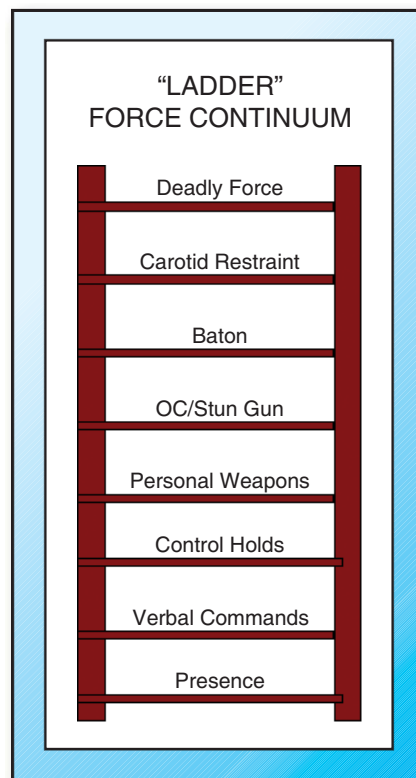 “LADDER”
FORCE CONTINUUM
Deadly Force
Carotid Restraint
Baton
OC/Stun Gun
Personal Weapons
Control Holds
Verbal Commands
Presence